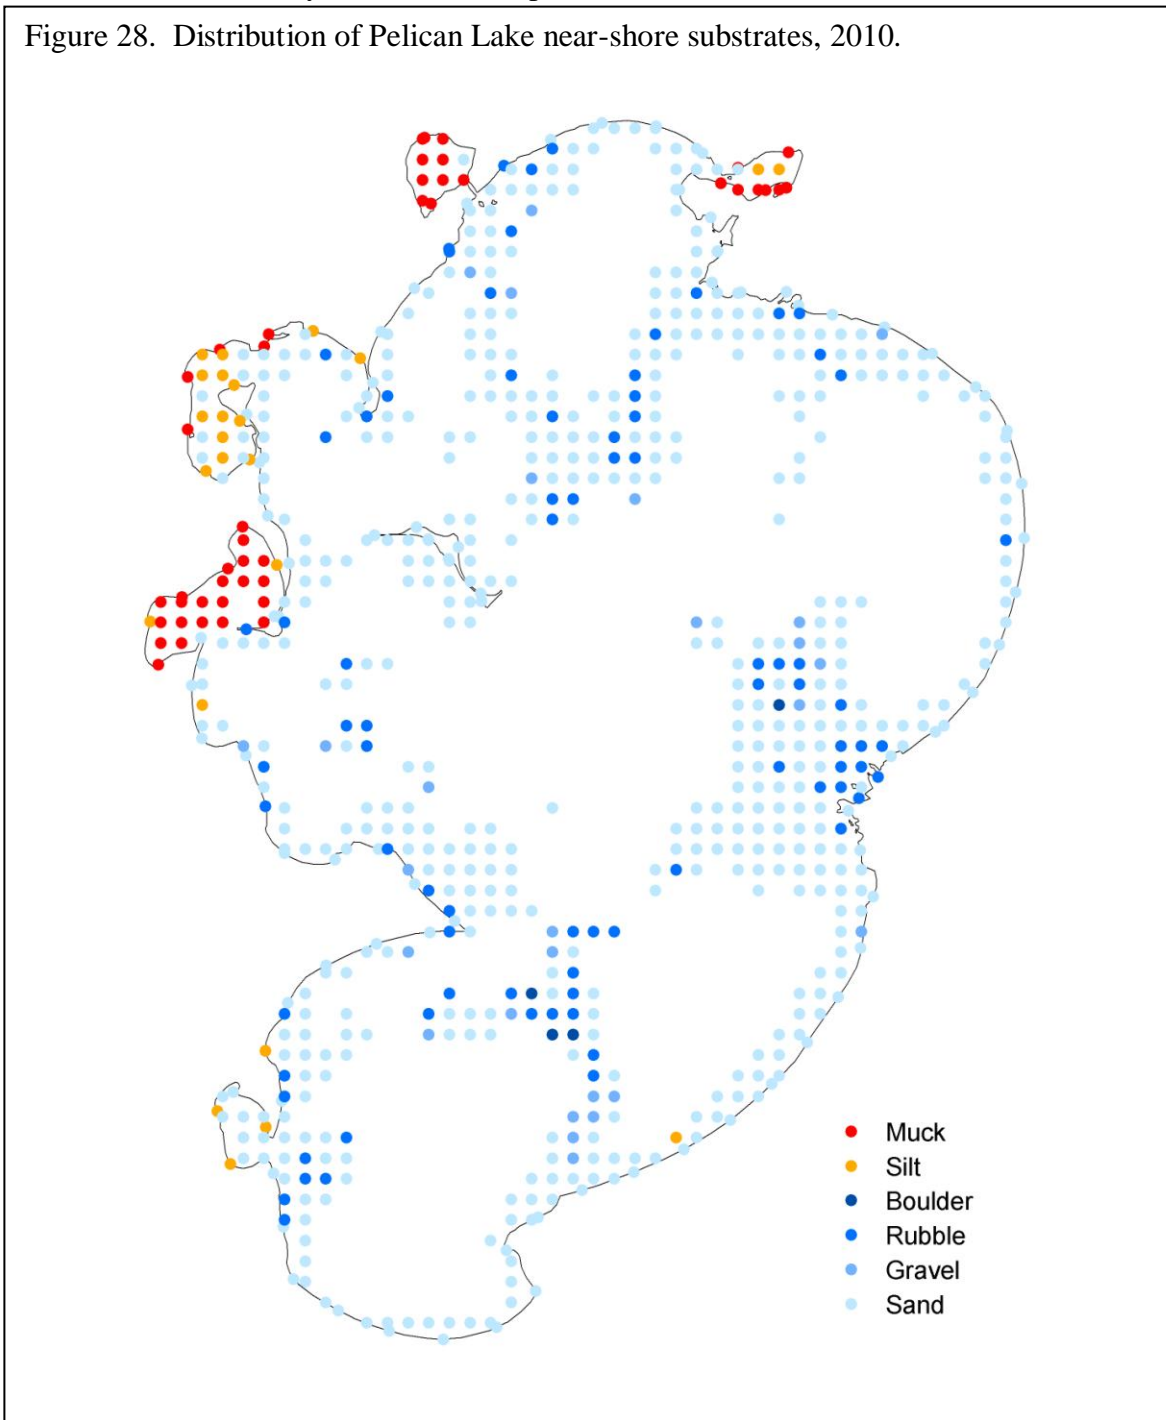 Figure 28.  Distribution of Pelican Lake near-shore substrates, 2010.
Muck
Silt
Boulder
Rubble
Gravel
Sand